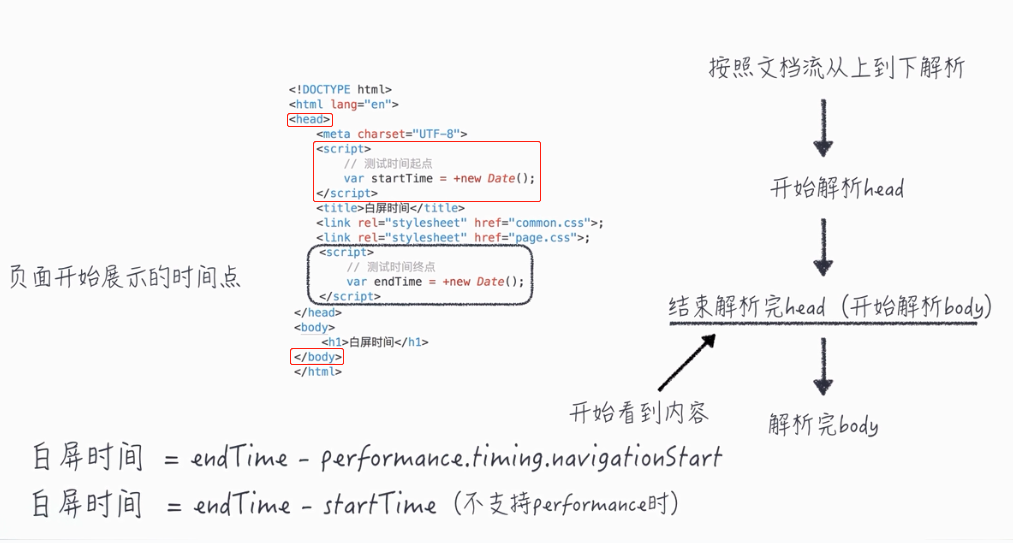 按照文档流从上到下解析
<!DOCTYPE html>
<html lang="en">
<head>
<meta charset="UTF-8">
<script>
// 测试时间起点
var startTime = +new Date();
</script>
<title>白屏时间</title>
<link rel="stylesheet" href="common.css">;
<link rel="stylesheet" href="page.css">;
<script>
// 测试时间终点
var endTime = +new Date();
</script>
</head>
<body>
<h1>白屏时间</h1>
</body>
</html>
页面开始展示的时间点
开始解析head
结束解析完head（开始解析body）
开始看到内容
解析完body
白屏时间 = endTime - performance.timing.navigationStart
白屏时间 = endTime - startTime（不支持performance时）